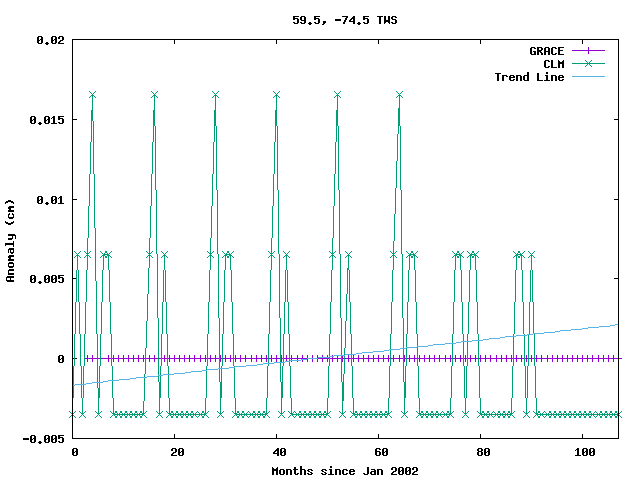 59.5, -74.5 TWS
0.02
GRACE
CLM
Trend Line
0.015
0.01
Anomaly (cm)
0.005
0
-0.005
0 20 40 60 80 100
Months since Jan 2002